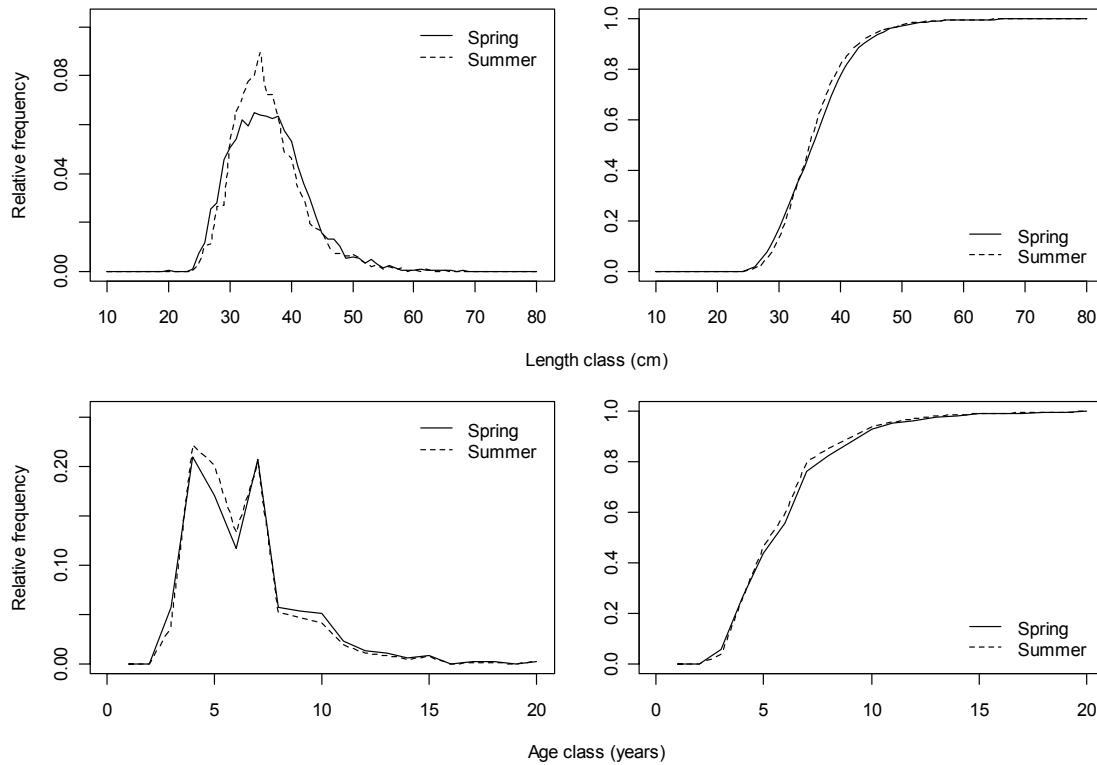 Relative frequency
0.00 0.04 0.08
Spring
Summer
10 20 30 40 50 60 70 80
0.0 0.2 0.4 0.6 0.8 1.0
Spring
Summer
10 20 30 40 50 60 70 80
Length class (cm)
Relative frequency
0.00 0.10 0.20
Spring
Summer
0 5 10 15 20
0.0 0.2 0.4 0.6 0.8 1.0
Spring
Summer
0 5 10 15 20
Age class (years)